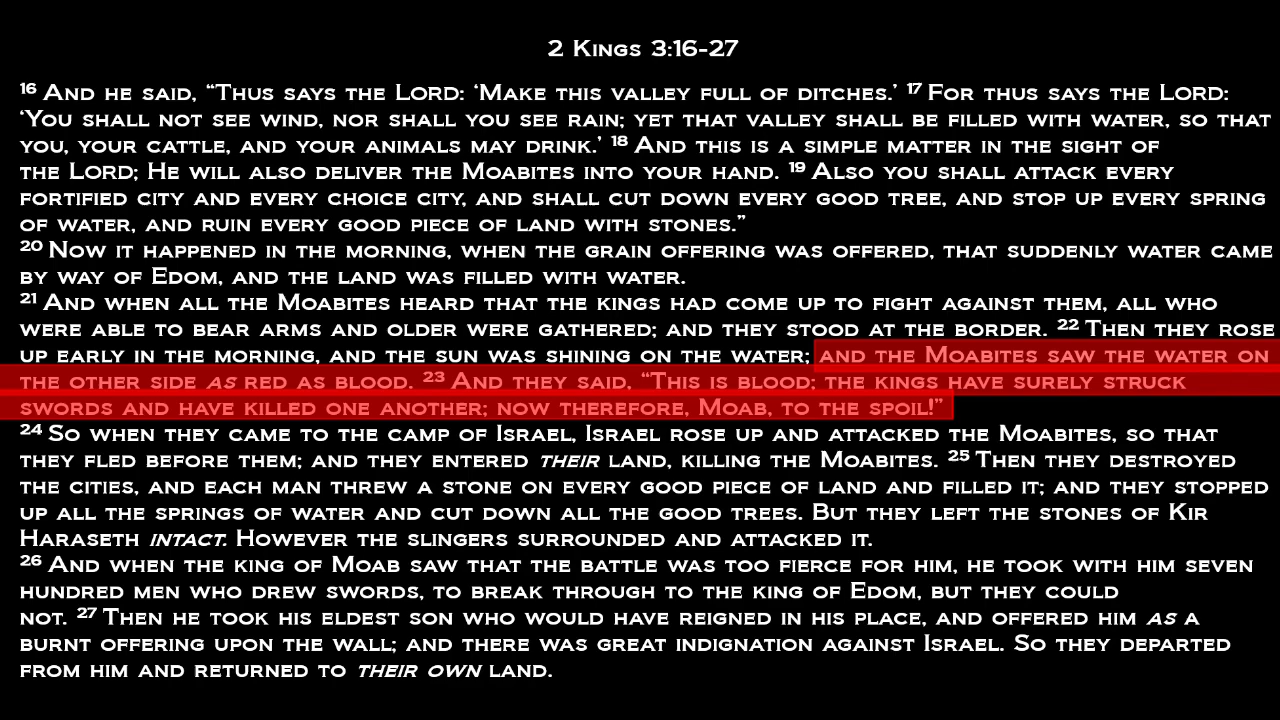 2 Kings 3:16-27
16 And he said, “Thus says the Lord: ‘Make this valley full of ditches.’ 17 For thus says the Lord:
‘You shall not see wind, nor shall you see rain; yet that valley shall be filled with water, so that
you, your cattle, and your animals may drink.’ 18 And this is a simple matter in the sight of
the Lord; He will also deliver the Moabites into your hand. 19 Also you shall attack every
fortified city and every choice city, and shall cut down every good tree, and stop up every spring
of water, and ruin every good piece of land with stones.”
20 Now it happened in the morning, when the grain offering was offered, that suddenly water came
by way of Edom, and the land was filled with water.
21 And when all the Moabites heard that the kings had come up to fight against them, all who
were able to bear arms and older were gathered; and they stood at the border. 22 Then they rose
up early in the morning, and the sun was shining on the water; and the Moabites saw the water on
the other side as red as blood. 23 And they said, “This is blood; the kings have surely struck
swords and have killed one another; now therefore, Moab, to the spoil!”
24 So when they came to the camp of Israel, Israel rose up and attacked the Moabites, so that
they fled before them; and they entered their land, killing the Moabites. 25 Then they destroyed
the cities, and each man threw a stone on every good piece of land and filled it; and they stopped
up all the springs of water and cut down all the good trees. But they left the stones of Kir
Haraseth intact. However the slingers surrounded and attacked it.
26 And when the king of Moab saw that the battle was too fierce for him, he took with him seven
hundred men who drew swords, to break through to the king of Edom, but they could
not. 27 Then he took his eldest son who would have reigned in his place, and offered him as a
burnt offering upon the wall; and there was great indignation against Israel. So they departed
from him and returned to their own land.